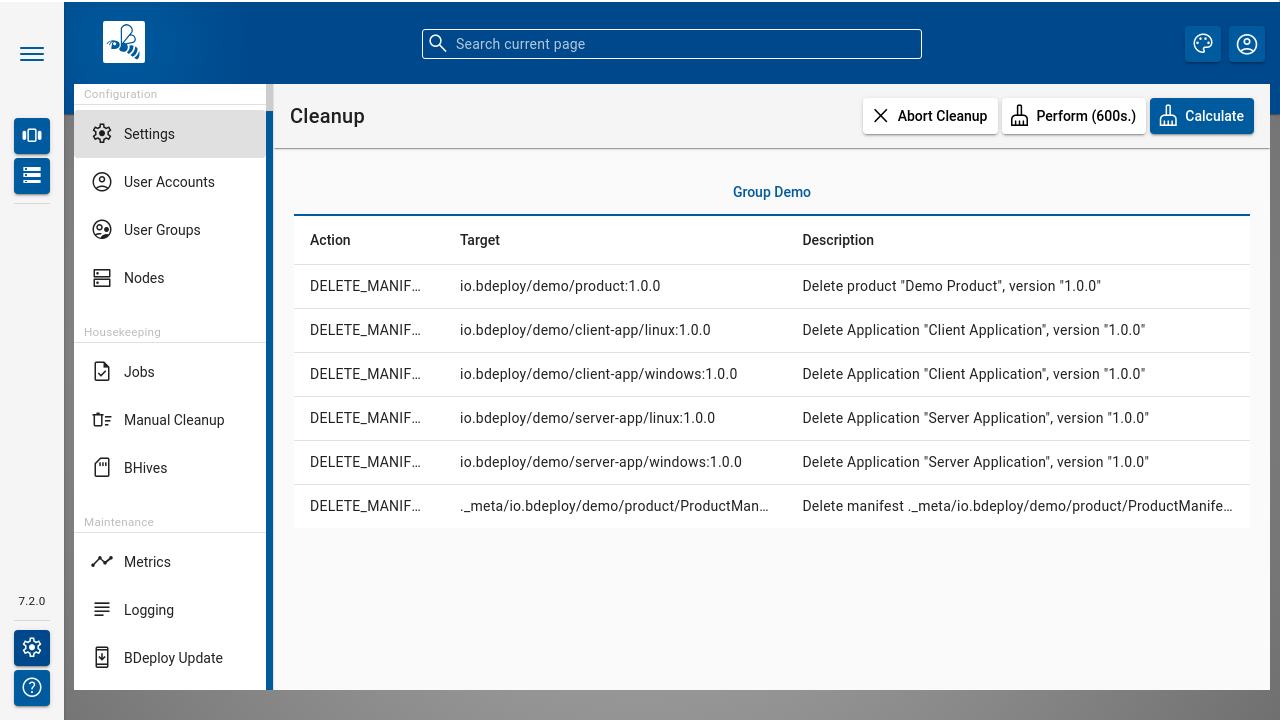 Search current page
Configuration
Settings
User Accounts
User Groups
Nodes
Housekeeping
Jobs
Manual Cleanup
BHives
Maintenance
Metrics
Logging
BDeploy Update
7.2.0
Cleanup
Abort Cleanup
Perform (600s.)
Calculate
Group Demo
Action Target Description
DELETE_MANIF… io.bdeploy/demo/product:1.0.0 Delete product "Demo Product", version "1.0.0"
DELETE_MANIF… io.bdeploy/demo/client-app/linux:1.0.0 Delete Application "Client Application", version "1.0.0"
DELETE_MANIF… io.bdeploy/demo/client-app/windows:1.0.0 Delete Application "Client Application", version "1.0.0"
DELETE_MANIF… io.bdeploy/demo/server-app/linux:1.0.0 Delete Application "Server Application", version "1.0.0"
DELETE_MANIF… io.bdeploy/demo/server-app/windows:1.0.0 Delete Application "Server Application", version "1.0.0"
DELETE_MANIF… ._meta/io.bdeploy/demo/product/ProductMan… Delete manifest ._meta/io.bdeploy/demo/product/ProductManife…